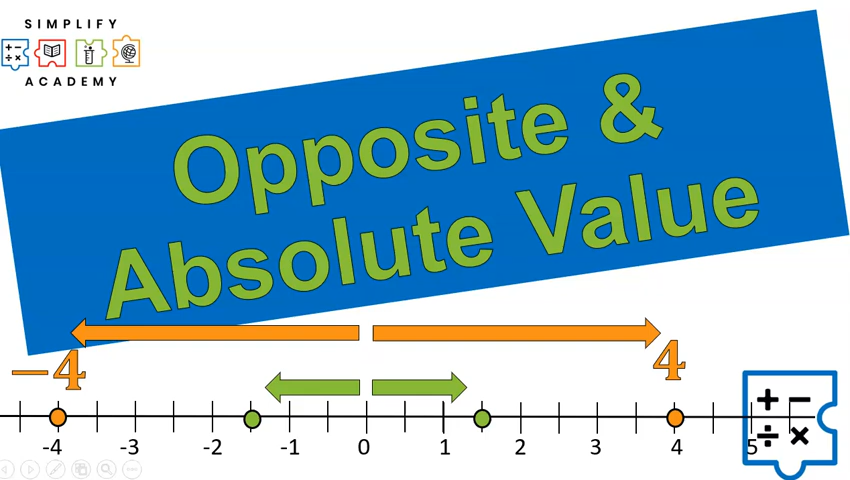 SIMPLIFY
+ −
÷ ×
ACADEMY
Opposite &
Absolute Value
−4
4
-4 -3 -2 -1 0 1 2 3 4 5
+ −
÷ ×